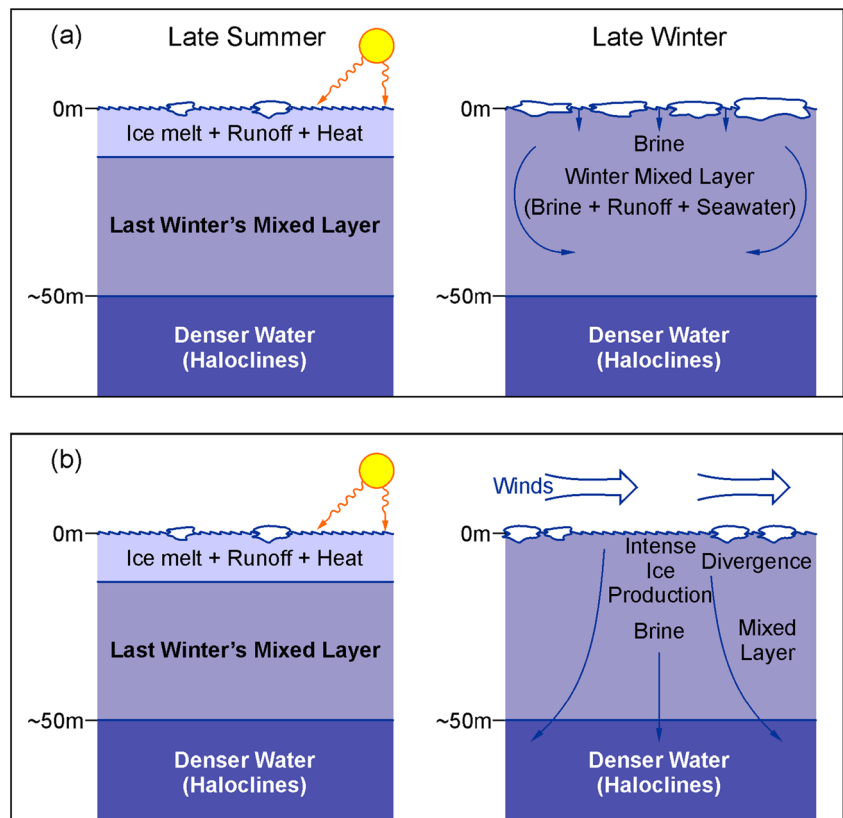 (a)
Late Summer
Late Winter
0m
Ice melt + Runoff + Heat
Last Winter's Mixed Layer
~50m
Denser Water
(Haloclines)
0m
Brine
Winter Mixed Layer
(Brine + Runoff + Seawater)
~50m
Denser Water
(Haloclines)
(b)
0m
Ice melt + Runoff + Heat
Last Winter's Mixed Layer
~50m
Denser Water
(Haloclines)
Winds
0m
Intense
Ice
Production
Divergence
Brine
Mixed
Layer
~50m
Denser Water
(Haloclines)